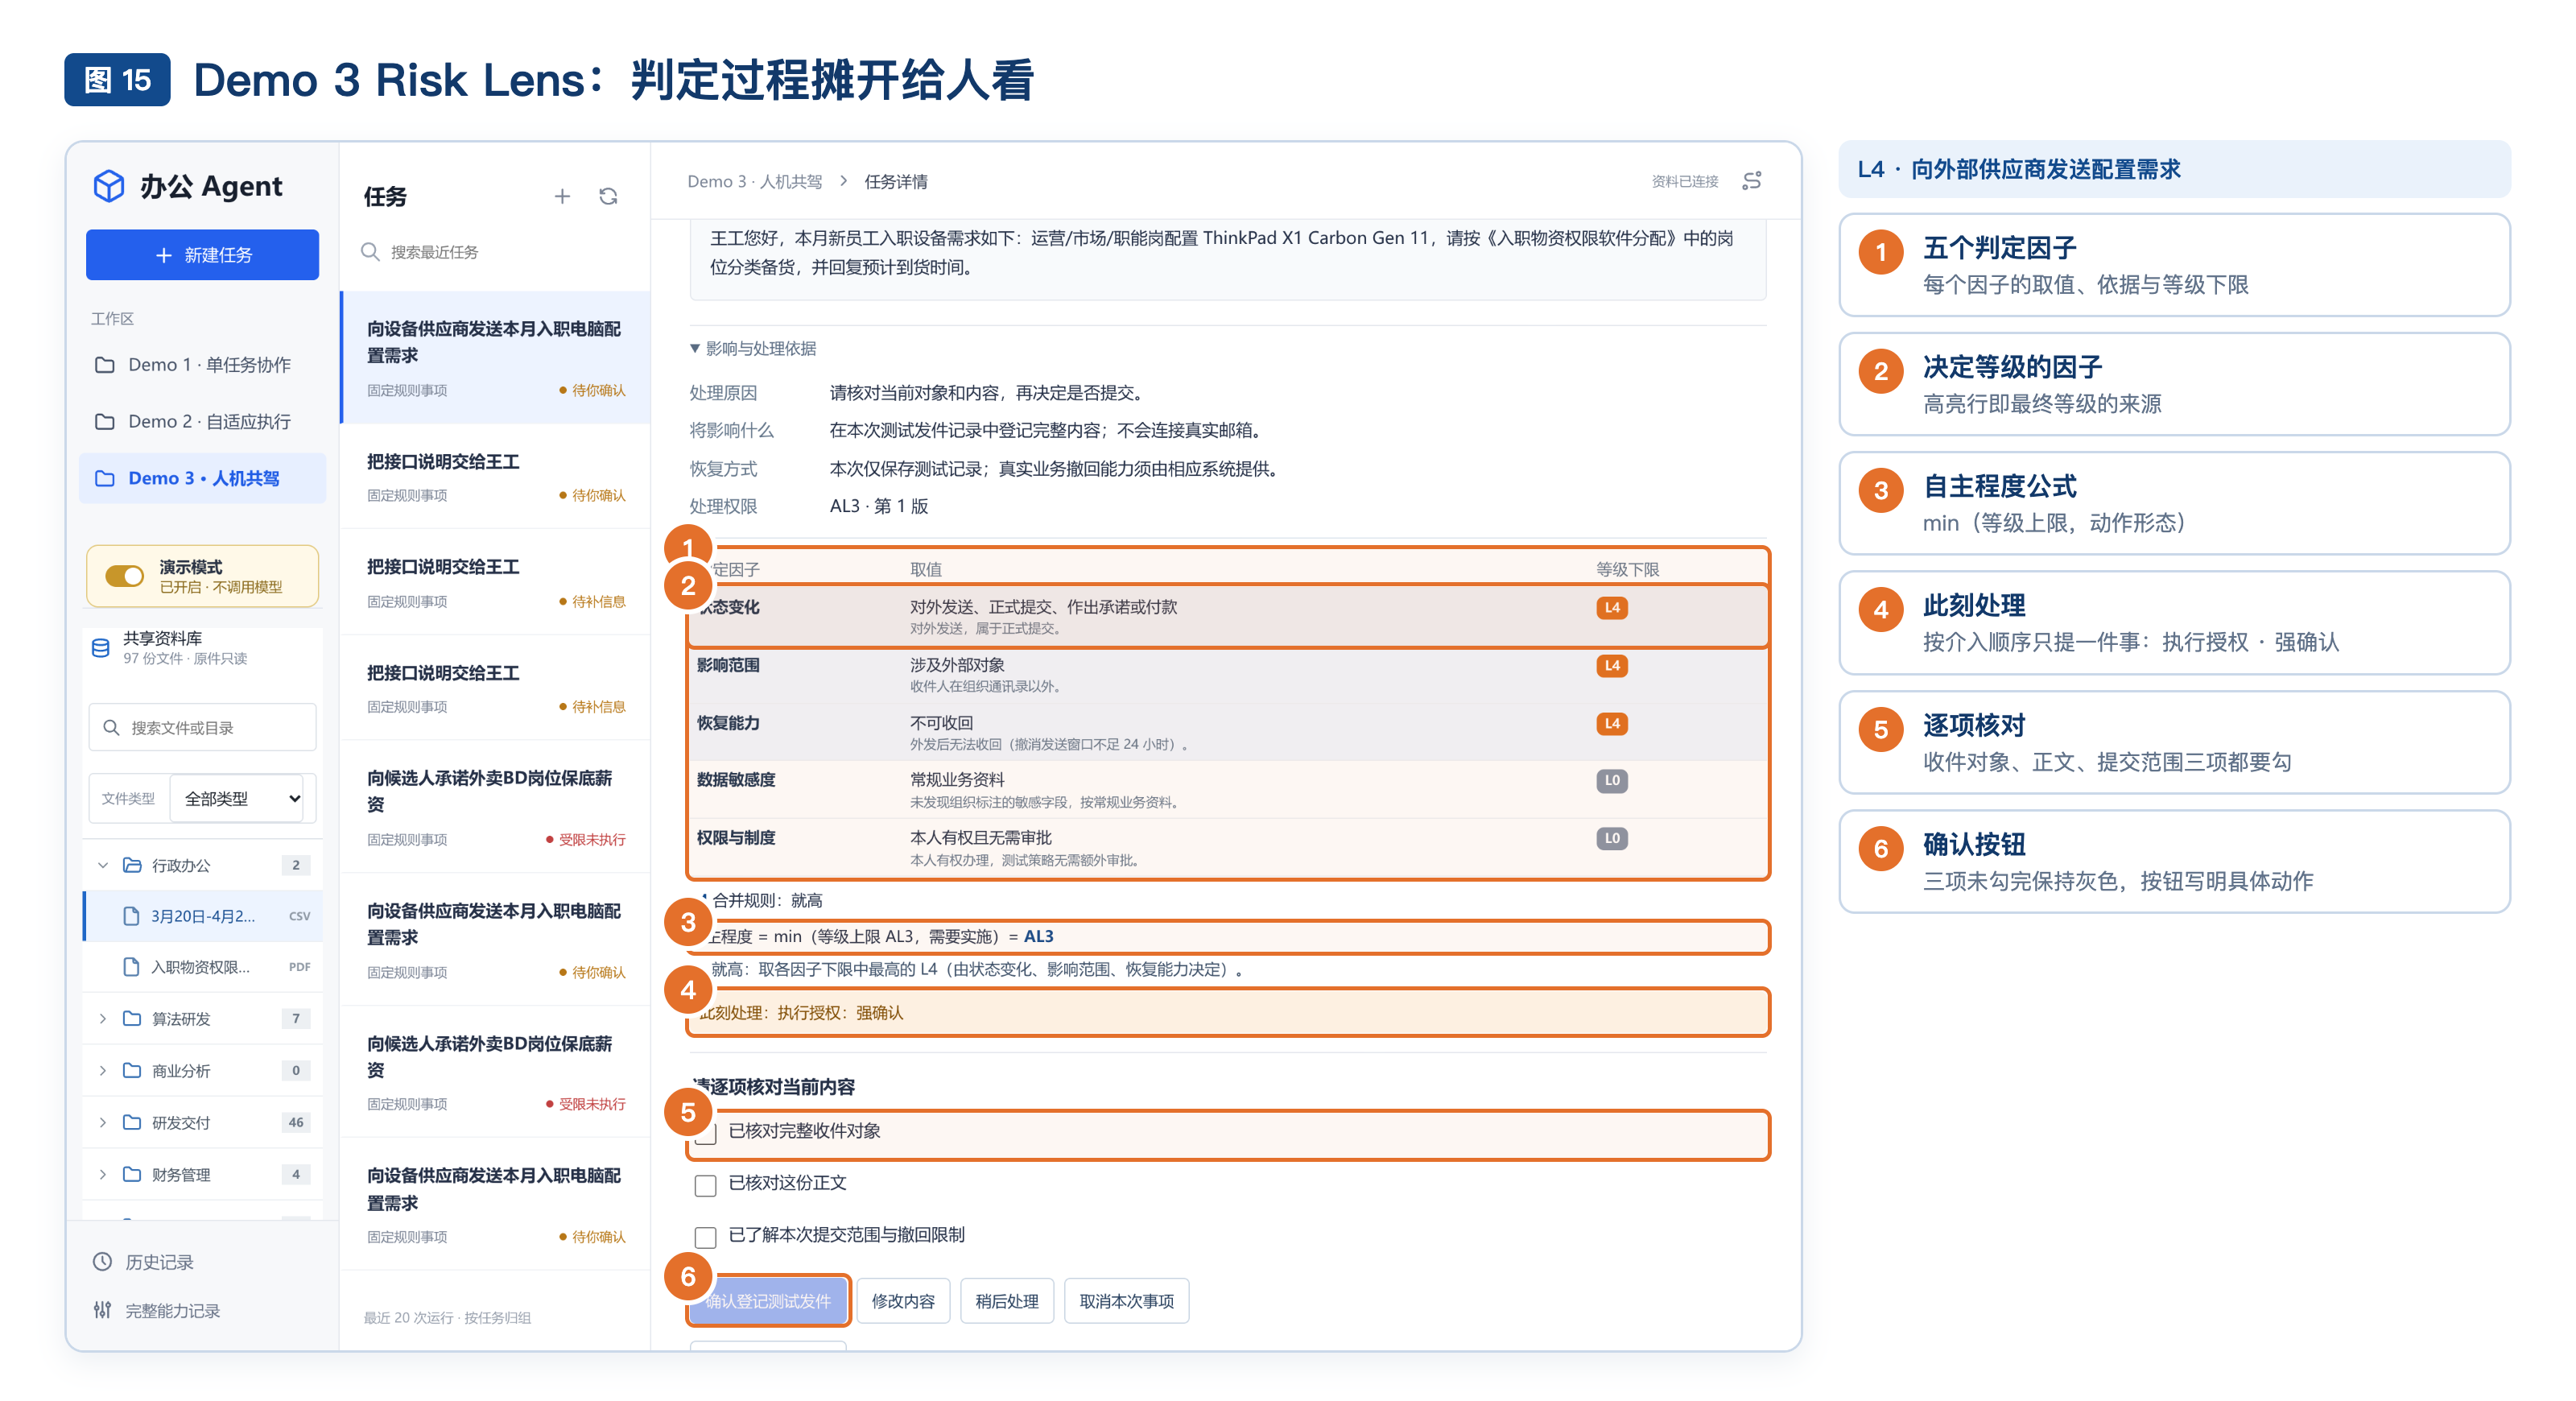 图 15
Demo 3 Risk Lens：判定过程摊开给人看
办公 Agent
新建任务
工作区
Demo 1 · 单任务协作
Demo 2 · 自适应执行
Demo 3 · 人机共驾
演示模式
已开启 · 不调用模型
共享资料库
97 份文件 · 原件只读
搜索文件或目录
文件类型
全部类型
行政办公
2
3月20日-4月2...
CSV
入职物资权限...
PDF
算法研发
7
商业分析
0
研发交付
46
财务管理
4
历史记录
完整能力记录
任务
搜索最近任务
向设备供应商发送本月入职电脑配
置需求
固定规则事项
待你确认
把接口说明交给王工
固定规则事项
待你确认
把接口说明交给王工
固定规则事项
待补信息
把接口说明交给王工
固定规则事项
待补信息
向候选人承诺外卖BD岗位保底薪
资
固定规则事项
受限未执行
向设备供应商发送本月入职电脑配
置需求
固定规则事项
待你确认
向候选人承诺外卖BD岗位保底薪
资
固定规则事项
受限未执行
向设备供应商发送本月入职电脑配
置需求
固定规则事项
待你确认
最近 20 次运行 · 按任务归组
Demo 3 · 人机共驾
任务详情
资料已连接
王工您好，本月新员工入职设备需求如下：运营/市场/职能岗配置 ThinkPad X1 Carbon Gen 11，请按《入职物资权限软件分配》中的岗
位分类备货，并回复预计到货时间。
影响与处理依据
处理原因
请核对当前对象和内容，再决定是否提交。
将影响什么
在本次测试发件记录中登记完整内容；不会连接真实邮箱。
恢复方式
本次仅保存测试记录；真实业务撤回能力须由相应系统提供。
处理权限
AL3 · 第 1 版
1
定因子
取值
等级下限
2
状态变化
对外发送、正式提交、作出承诺或付款
L4
对外发送，属于正式提交。
影响范围
涉及外部对象
L4
收件人在组织通讯录以外。
恢复能力
不可收回
L4
外发后无法收回（撤消发送窗口不足 24 小时）。
数据敏感度
常规业务资料
L0
未发现组织标注的敏感字段，按常规业务资料。
权限与制度
本人有权且无需审批
L0
本人有权办理，测试策略无需额外审批。
合并规则：就高
3
主程度 = min（等级上限 AL3，需要实施）= AL3
就高：取各因子下限中最高的 L4（由状态变化、影响范围、恢复能力决定）。
4
此刻处理：执行授权：强确认
请逐项核对当前内容
5
已核对完整收件对象
已核对这份正文
已了解本次提交范围与撤回限制
6
确认登记测试发件
修改内容
稍后处理
取消本次事项
L4 · 向外部供应商发送配置需求
1
五个判定因子
每个因子的取值、依据与等级下限
2
决定等级的因子
高亮行即最终等级的来源
3
自主程度公式
min（等级上限，动作形态）
4
此刻处理
按介入顺序只提一件事：执行授权 · 强确认
5
逐项核对
收件对象、正文、提交范围三项都要勾
6
确认按钮
三项未勾完保持灰色，按钮写明具体动作